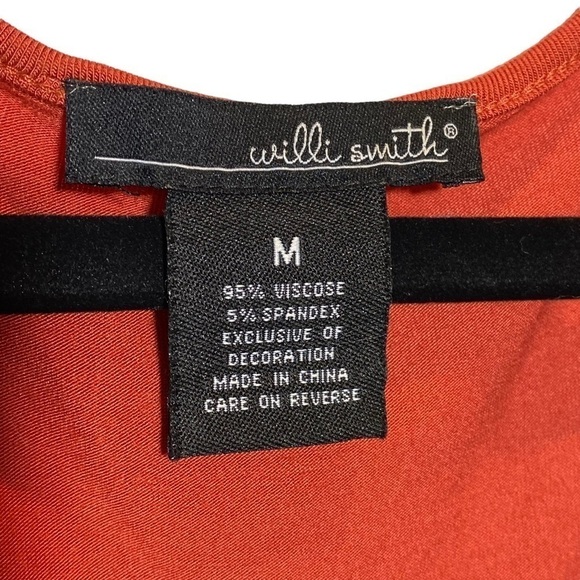 willi smith®
M
95% VISCOSE
5% SPANDEX
EXCLUSIVE OF
DECORATION
MADE IN CHINA
CARE ON REVERSE